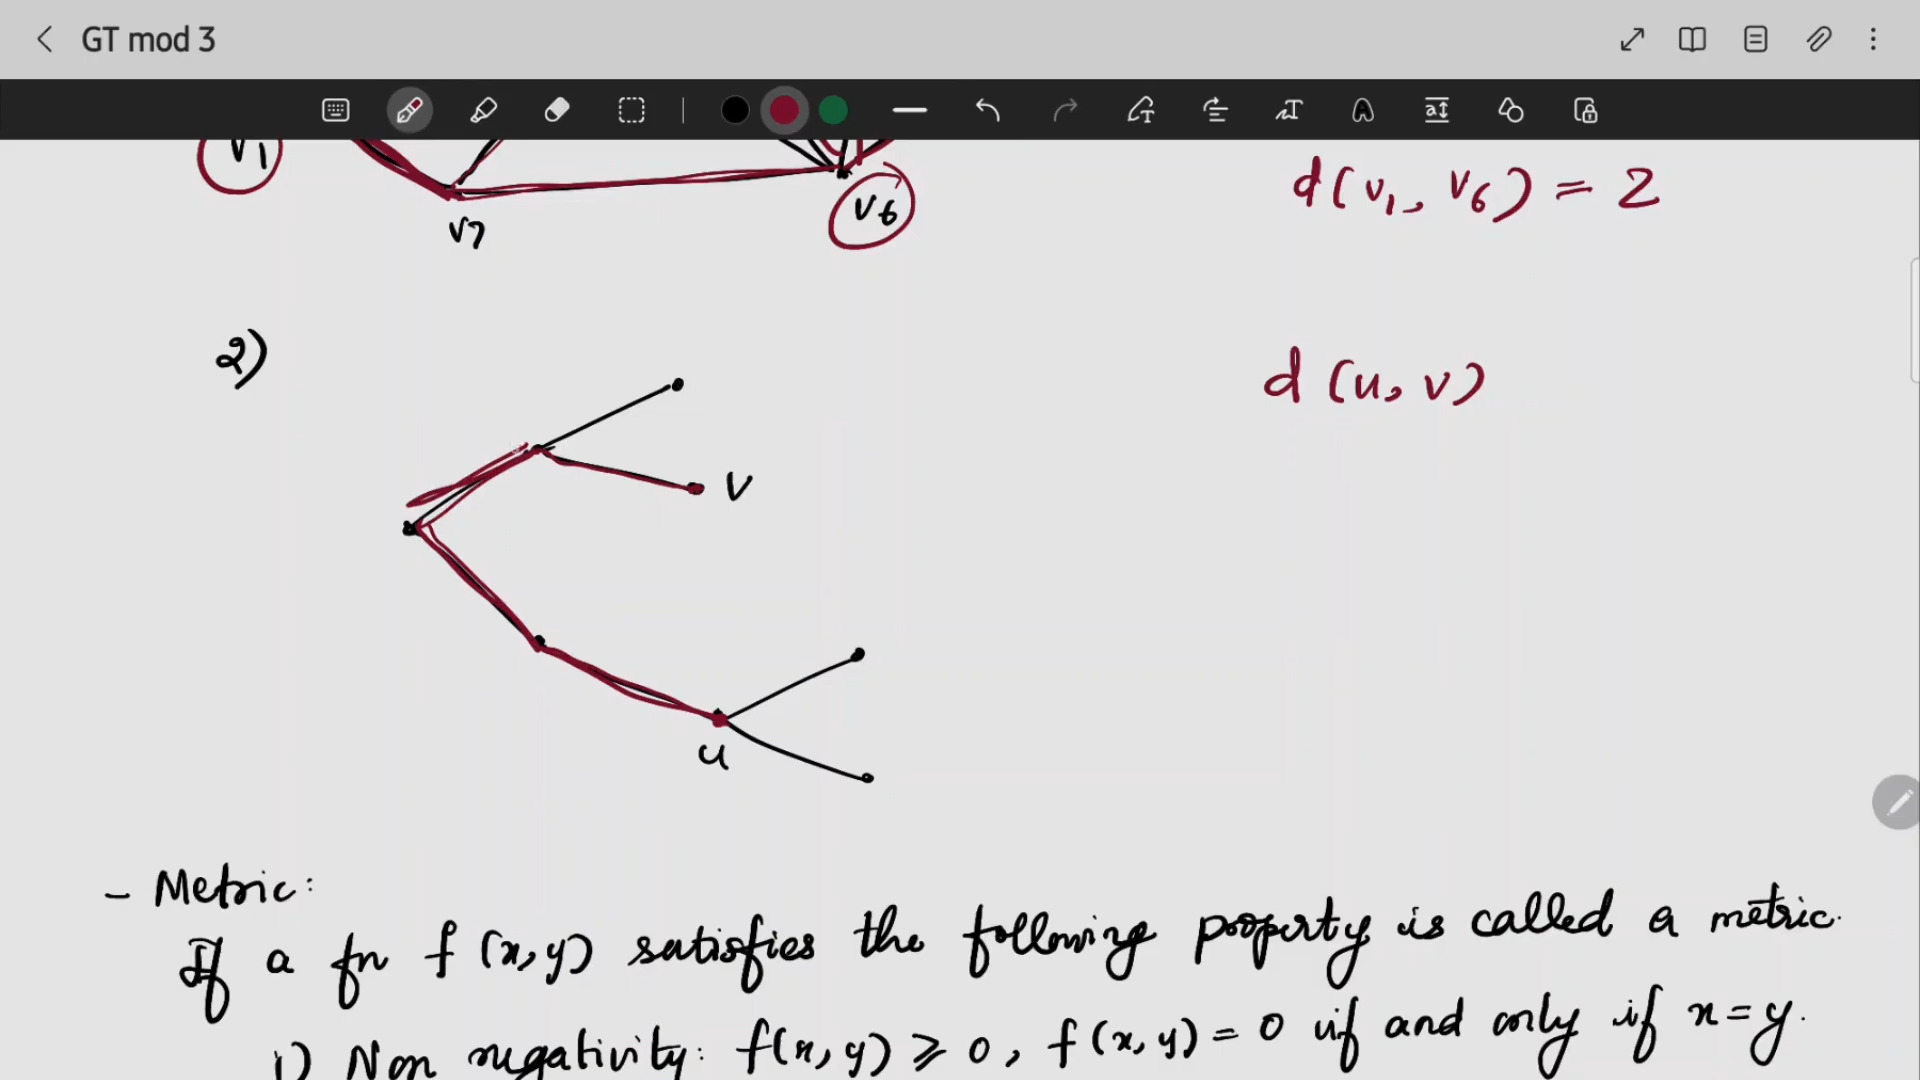 GT mod 3
v1
v7
v6
d(v1, v6) = 2
2)
d(u, v)
v
u
- Metric:
If a fn f(x,y) satisfies the following property is called a metric.
i) Non negativity: f(x,y) ⩾ 0, f(x,y) = 0 if and only if x=y.